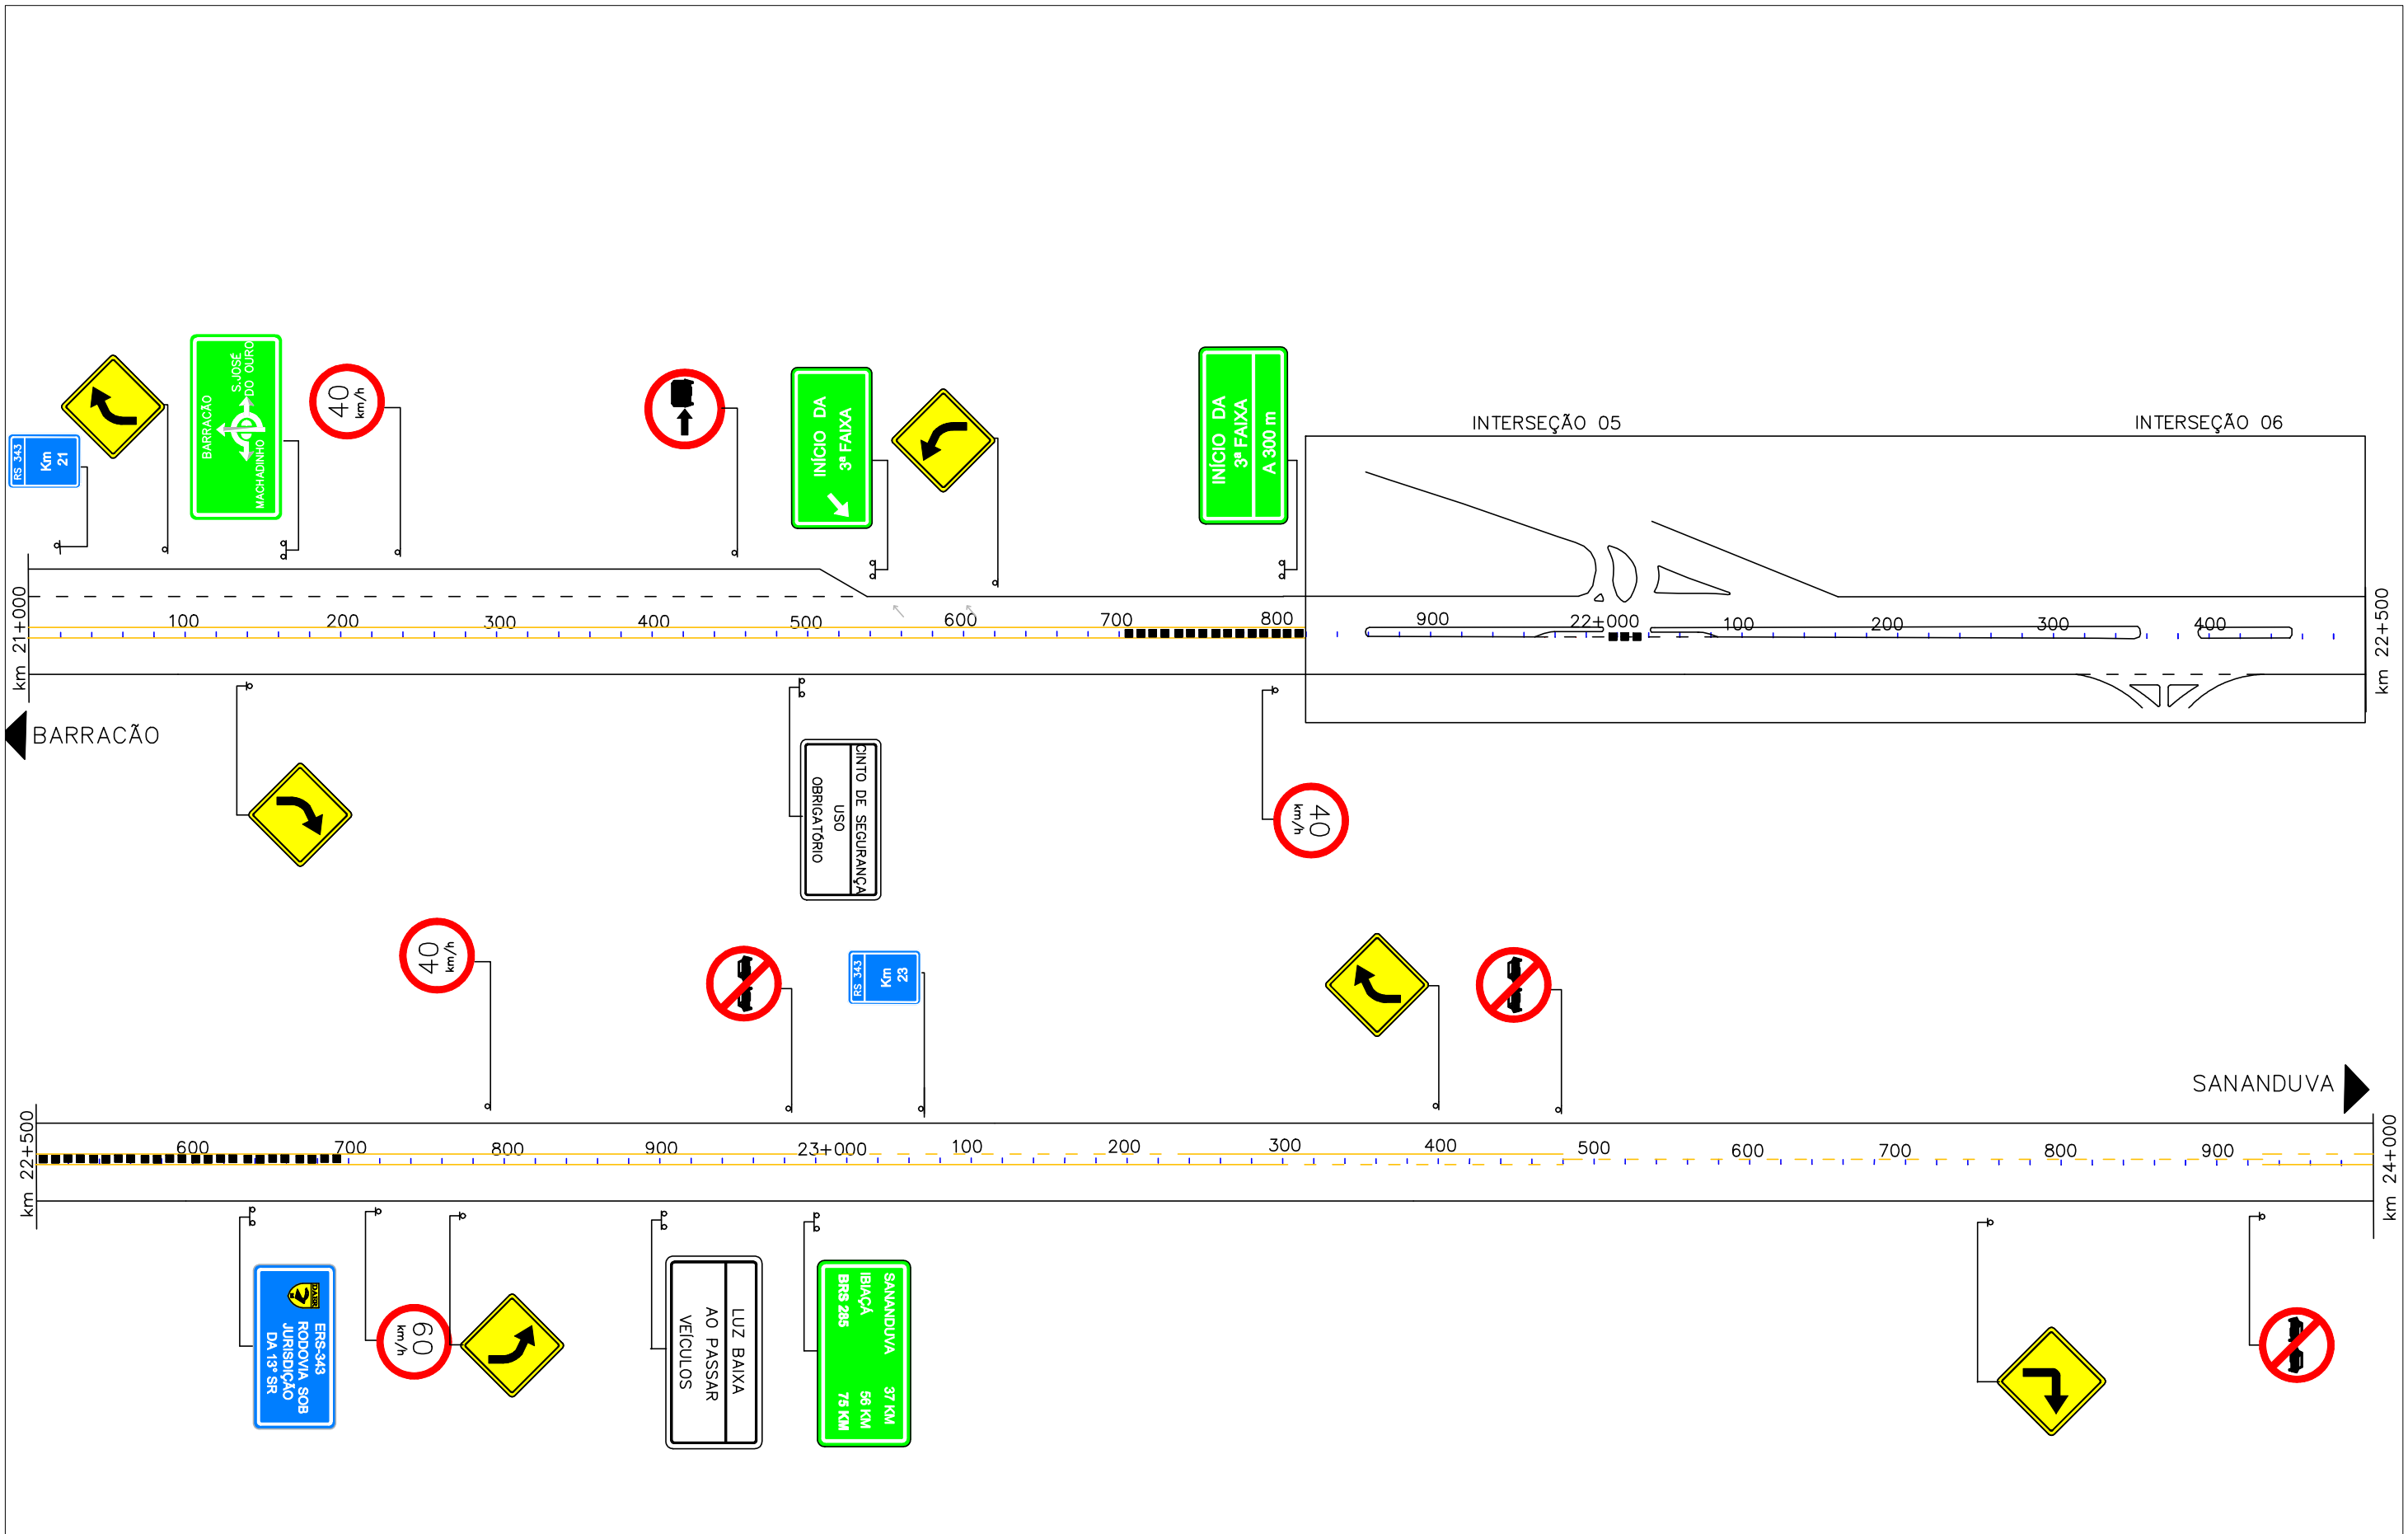 RS 343
Km
21
BARRACÃO
S.JOSÉ
DO OURO
MACHADINHO
40
km/h
INÍCIO DA
3ª FAIXA
INÍCIO DA
3ª FAIXA
A 300 m
INTERSEÇÃO 05
INTERSEÇÃO 06
km 21+000
100
200
300
400
500
600
700
800
900
22+000
100
200
300
400
km 22+500
BARRACÃO
CINTO DE SEGURANÇA
USO
OBRIGATÓRIO
40
km/h
40
km/h
RS 343
Km
23
SANANDUVA
km 22+500
600
700
800
900
23+000
100
200
300
400
500
600
700
800
900
km 24+000
DAER
ERS-343
RODOVIA SOB
JURISDIÇÃO
DA 13° SR
60
km/h
LUZ BAIXA
AO PASSAR
VEÍCULOS
SANANDUVA 37 KM
IBIAÇÁ 56 KM
BRS 285 75 KM